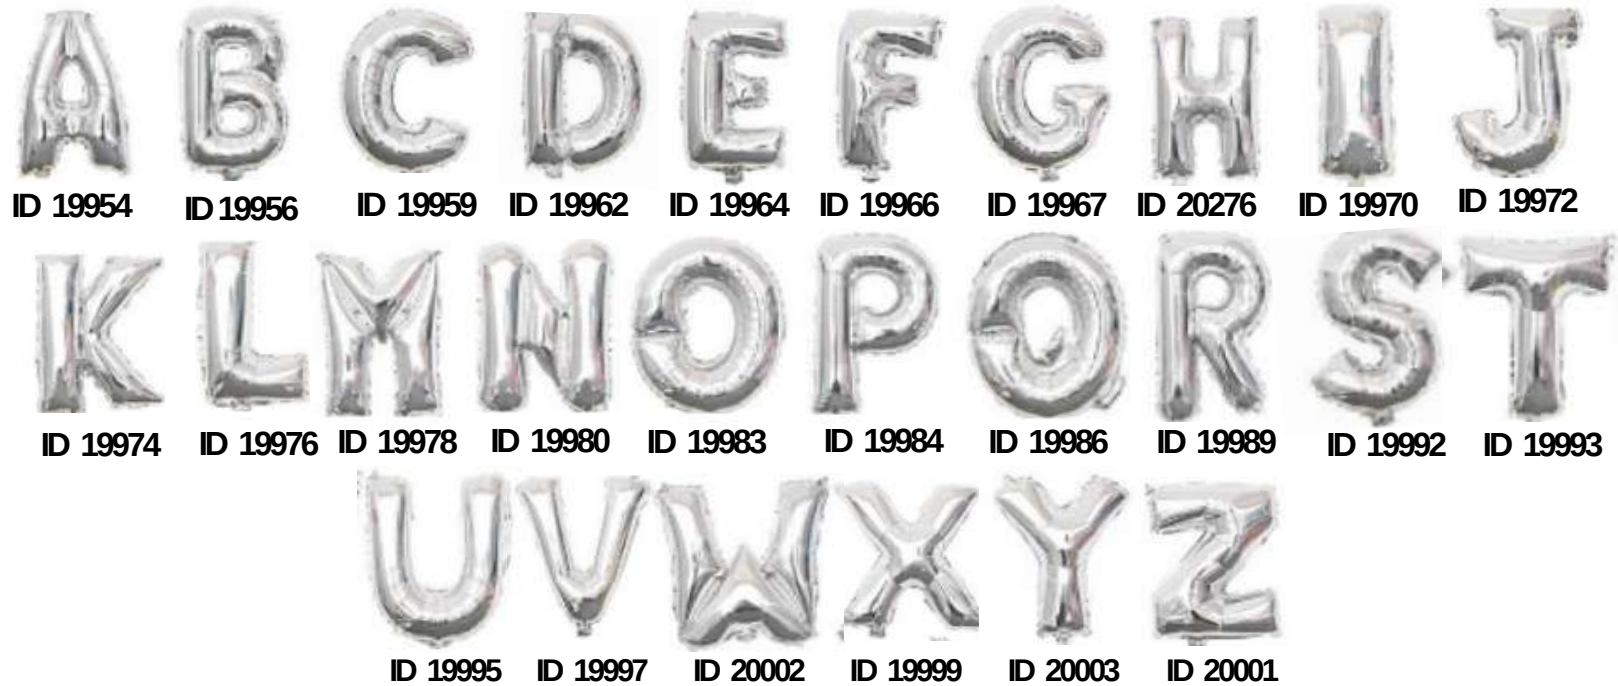 A B C D E F G H I J
ID 19954 ID 19956 ID 19959 ID 19962 ID 19964 ID 19966 ID 19967 ID 20276 ID 19970 ID 19972
K L M N O P Q R S T
ID 19974 ID 19976 ID 19978 ID 19980 ID 19983 ID 19984 ID 19986 ID 19989 ID 19992 ID 19993
U V W X Y Z
ID 19995 ID 19997 ID 20002 ID 19999 ID 20003 ID 20001